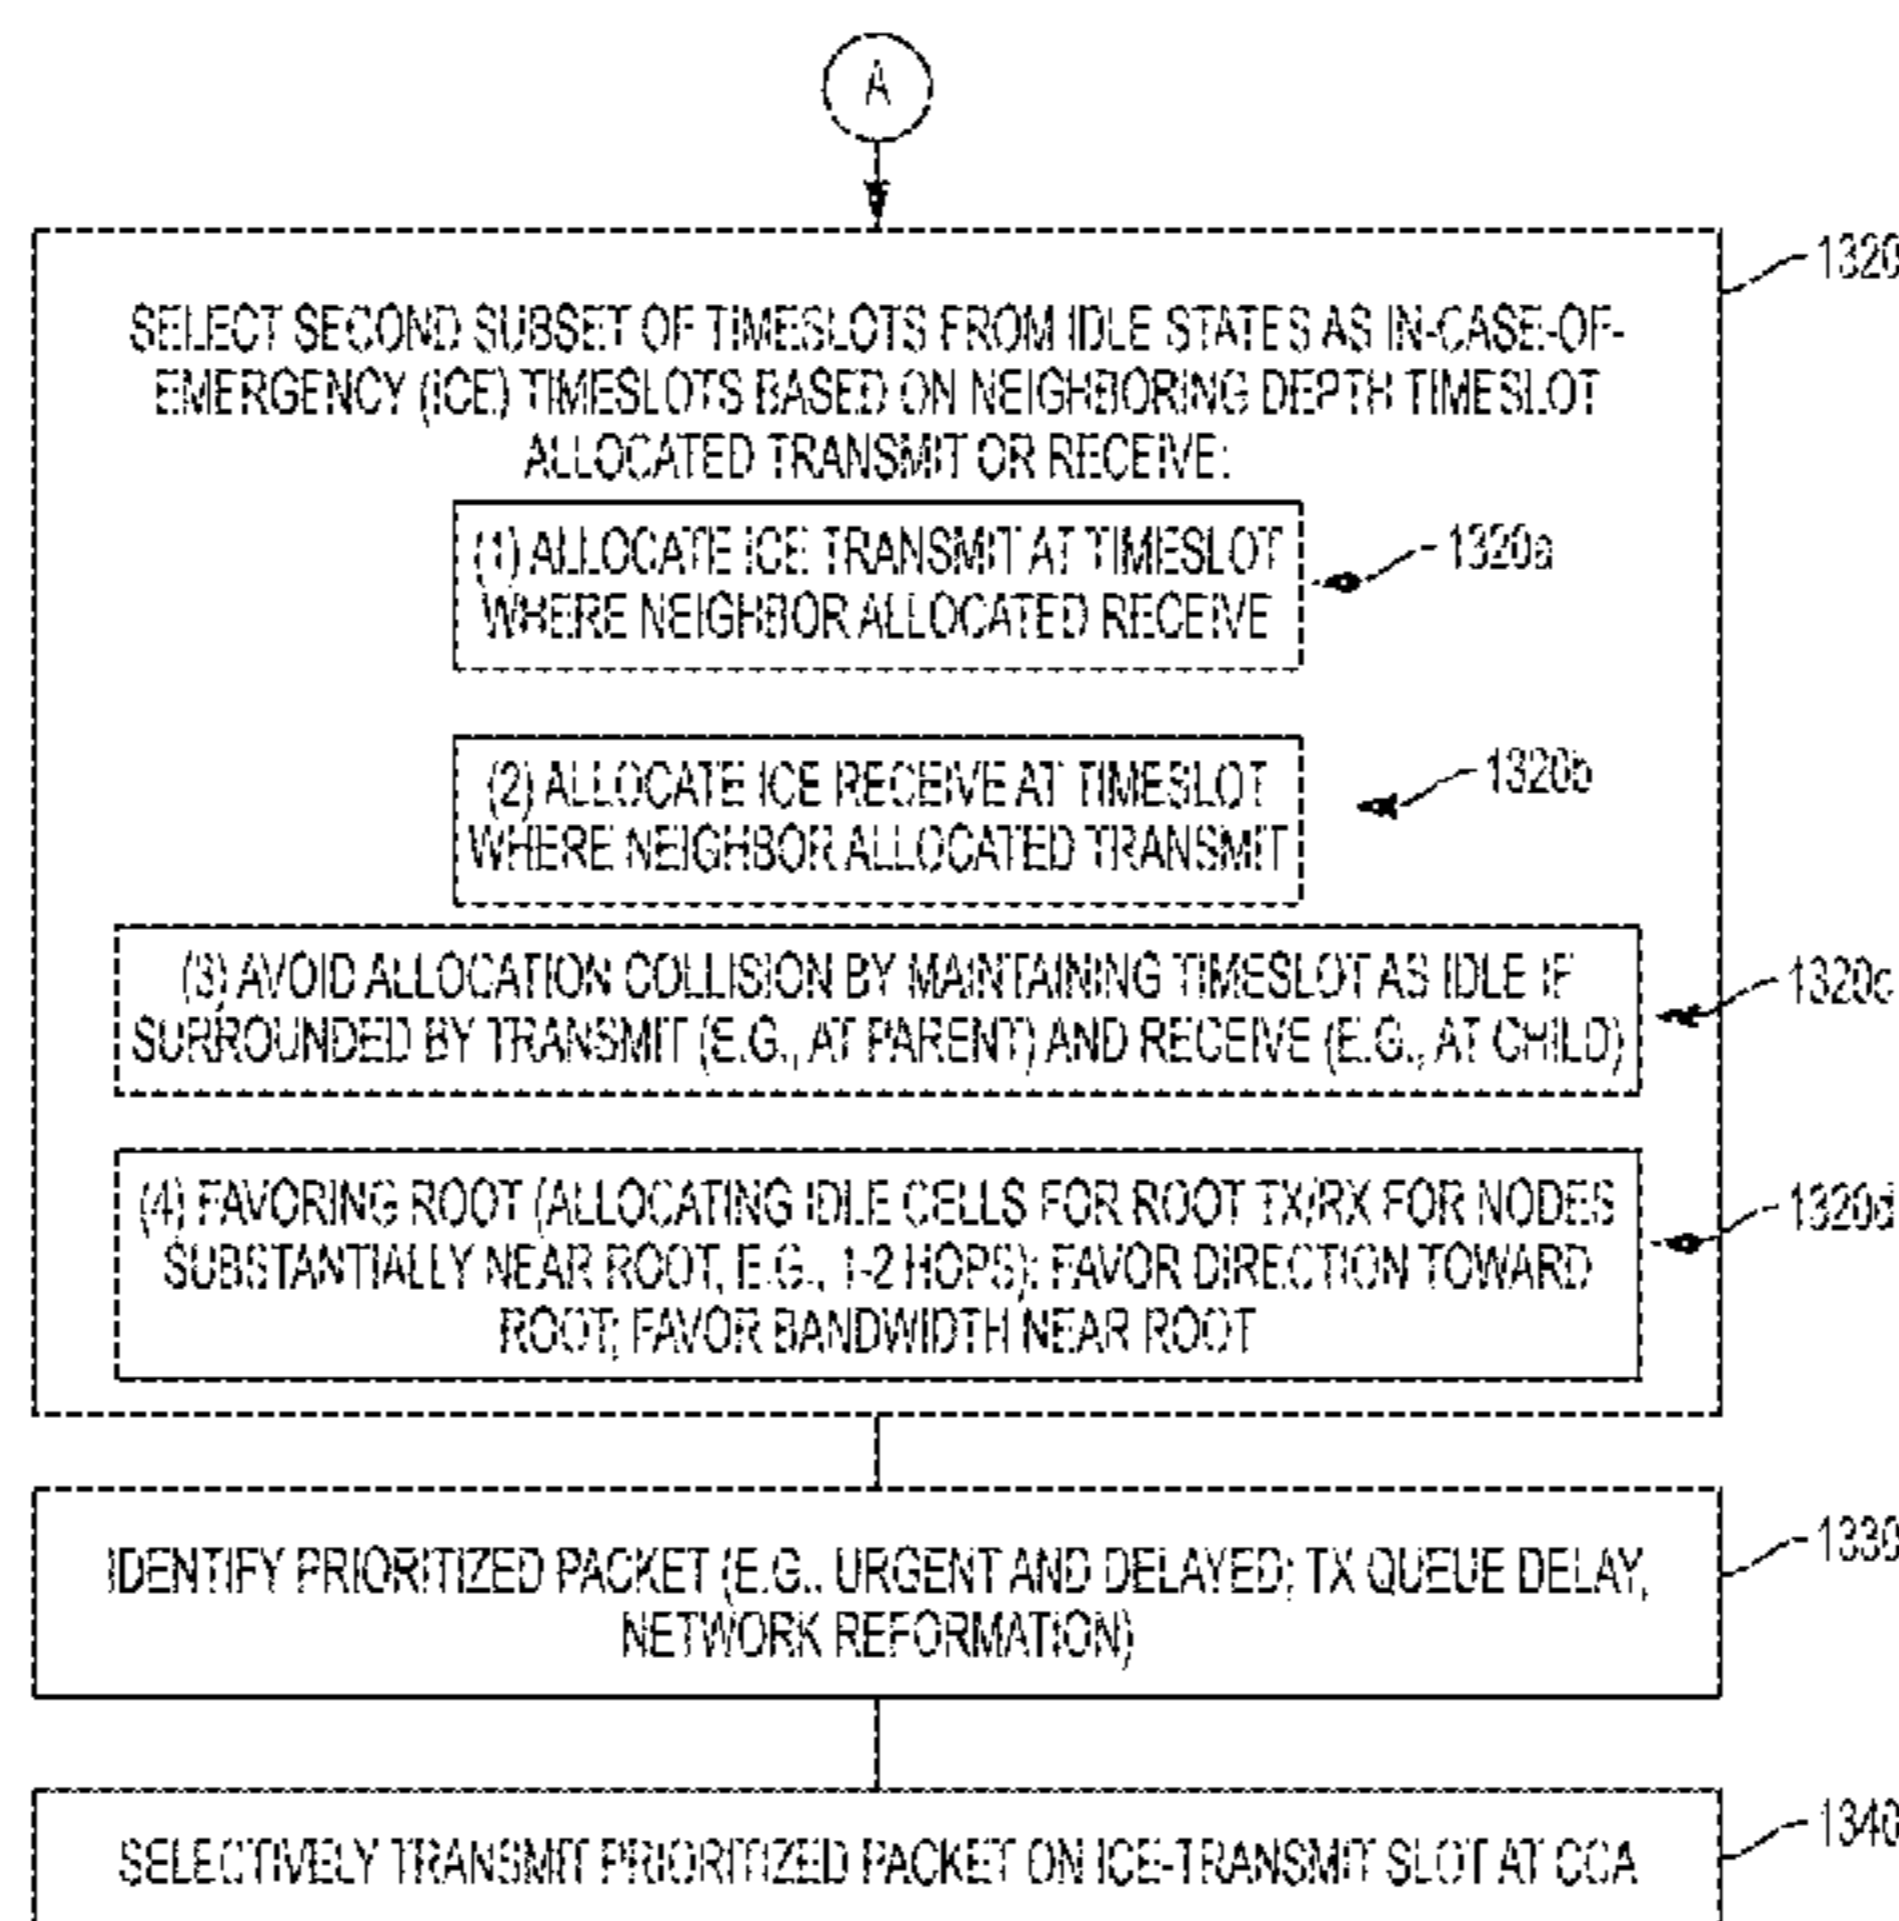 A
1320
SELECT SECOND SUBSET OF TIMESLOTS FROM IDLE STATES AS IN-CASE-OF-
EMERGENCY (ICE) TIMESLOTS BASED ON NEIGHBORING DEPTH TIMESLOT
ALLOCATED TRANSMIT OR RECEIVE:
(1) ALLOCATE ICE TRANSMIT AT TIMESLOT
WHERE NEIGHBOR ALLOCATED RECEIVE
1320a
(2) ALLOCATE ICE RECEIVE AT TIMESLOT
WHERE NEIGHBOR ALLOCATED TRANSMIT
1320b
(3) AVOID ALLOCATION COLLISION BY MAINTAINING TIMESLOT AS IDLE IF
SURROUNDED BY TRANSMIT (E.G., AT PARENT) AND RECEIVE (E.G., AT CHILD)
1320c
(4) FAVORING ROOT (ALLOCATING IDLE CELLS FOR ROOT TX/RX FOR NODES
SUBSTANTIALLY NEAR ROOT, E.G., 1-2 HOPS); FAVOR DIRECTION TOWARD
ROOT; FAVOR BANDWIDTH NEAR ROOT
1320d
IDENTIFY PRIORITIZED PACKET (E.G., URGENT AND DELAYED; TX QUEUE DELAY,
NETWORK REFORMATION)
1330
SELECTIVELY TRANSMIT PRIORITIZED PACKET ON ICE-TRANSMIT SLOT AT CCA
1340